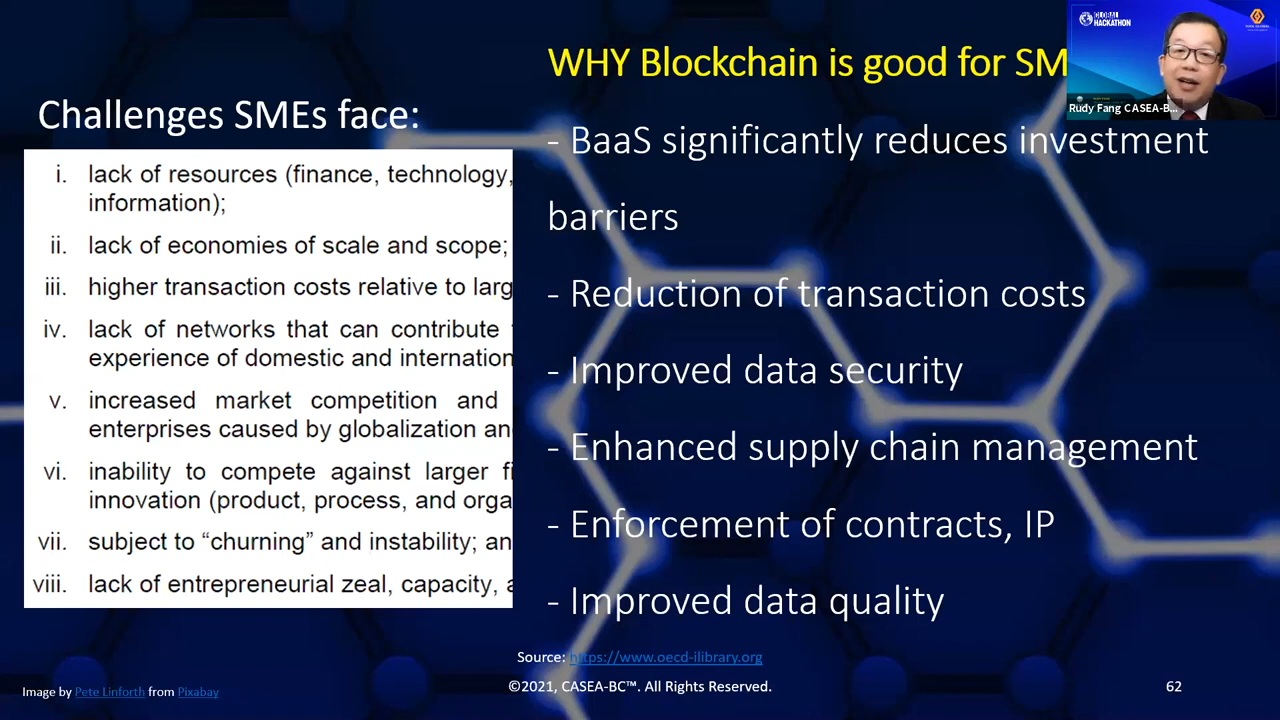 WHY Blockchain is good for SM
GLOBAL
HACKATHON
Rudy Fang CASEA-B...
Challenges SMEs face:
i. lack of resources (finance, technology,
information);
ii. lack of economies of scale and scope;
iii. higher transaction costs relative to larg
iv. lack of networks that can contribute
experience of domestic and internation
v. increased market competition and
enterprises caused by globalization an
vi. inability to compete against larger fi
innovation (product, process, and orga
vii. subject to “churning” and instability; an
viii. lack of entrepreneurial zeal, capacity, a
- BaaS significantly reduces investment
barriers
- Reduction of transaction costs
- Improved data security
- Enhanced supply chain management
- Enforcement of contracts, IP
- Improved data quality
Source: https://www.oecd-ilibrary.org
Image by Pete Linforth from Pixabay
©2021, CASEA-BC™. All Rights Reserved.
62